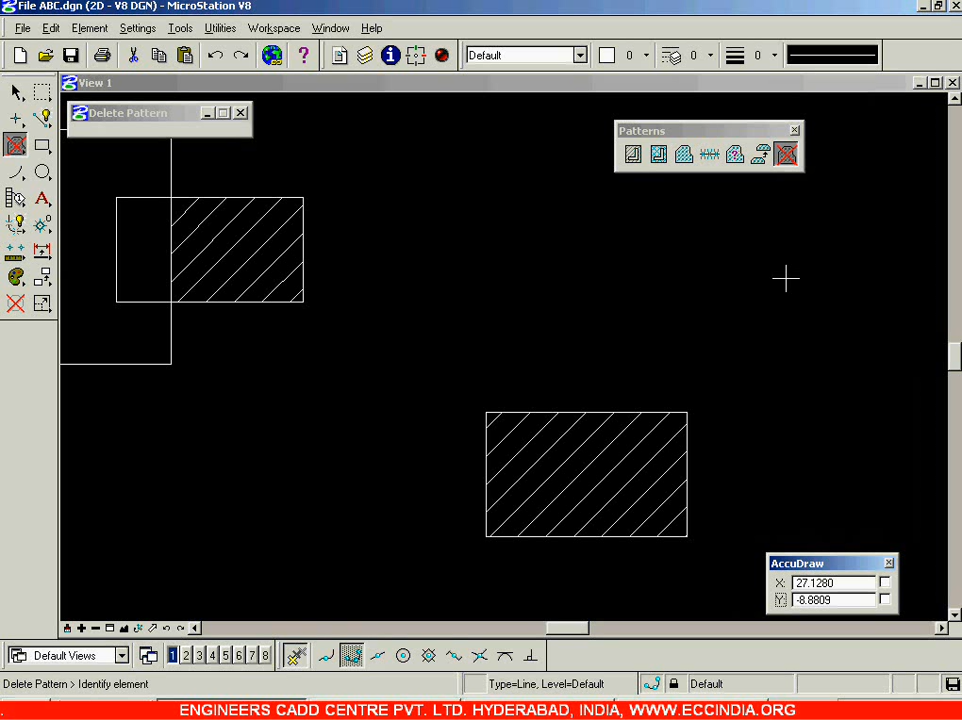 File ABC.dgn (2D - V8 DGN) - MicroStation V8
File Edit Element Settings Tools Utilities Workspace Window Help
Default 0 0 0
View 1
Delete Pattern
Patterns
AccuDraw
X: 27.1280
Y: -8.8809
Default Views 1 2 3 4 5 6 7 8
Delete Pattern > Identify element Type=Line, Level=Default Default
ENGINEERS CADD CENTRE PVT. LTD. HYDERABAD, INDIA, WWW.ECCINDIA.ORG